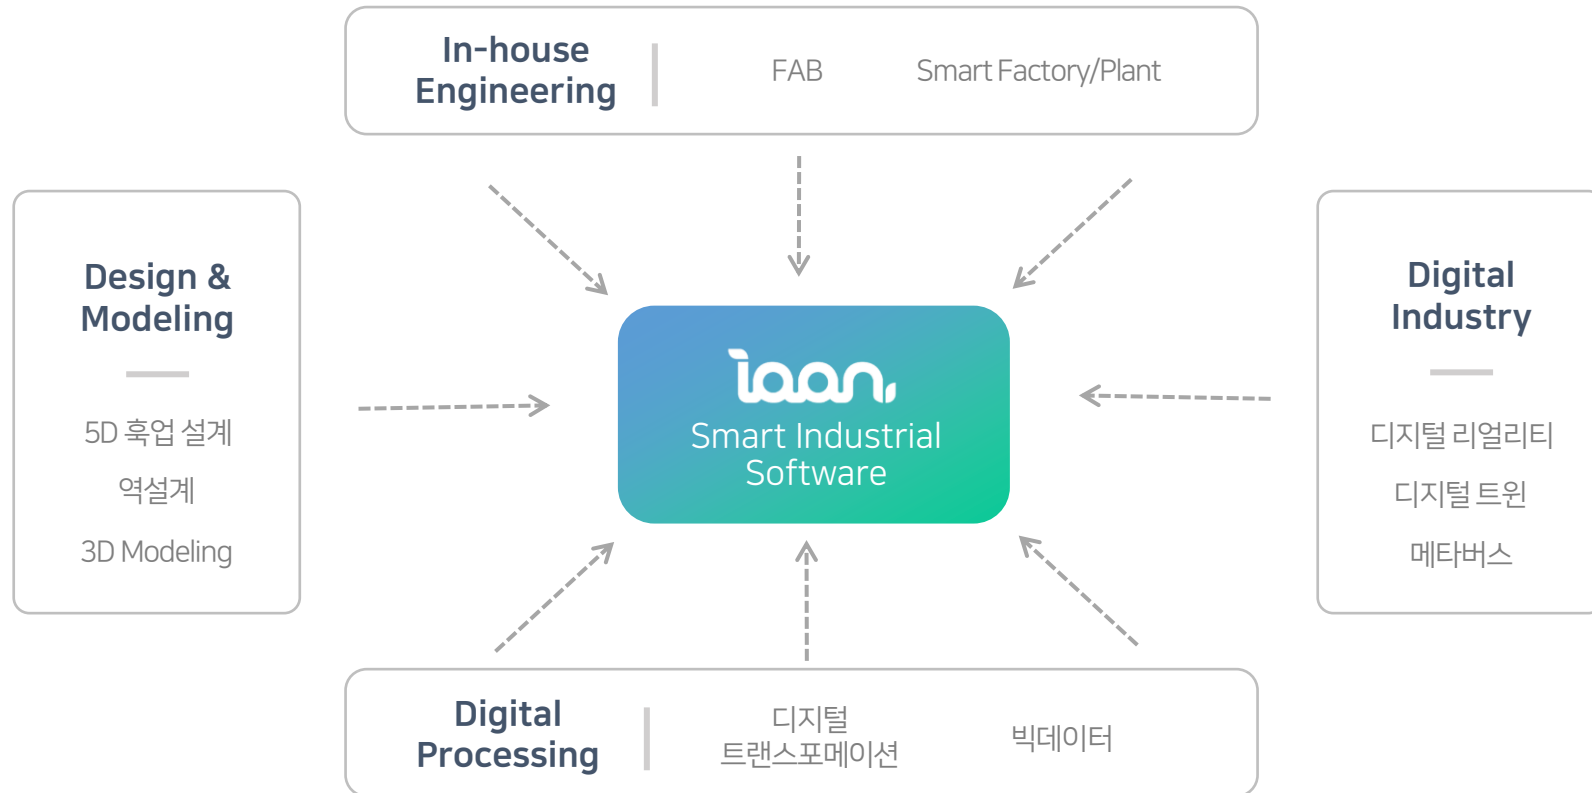 In-house
Engineering
FAB
Smart Factory/Plant
Design &
Modeling
5D 훅업 설계
역설계
3D Modeling
iaan
Smart Industrial
Software
Digital
Industry
디지털 리얼리티
디지털 트윈
메타버스
Digital
Processing
디지털
트랜스포메이션
빅데이터